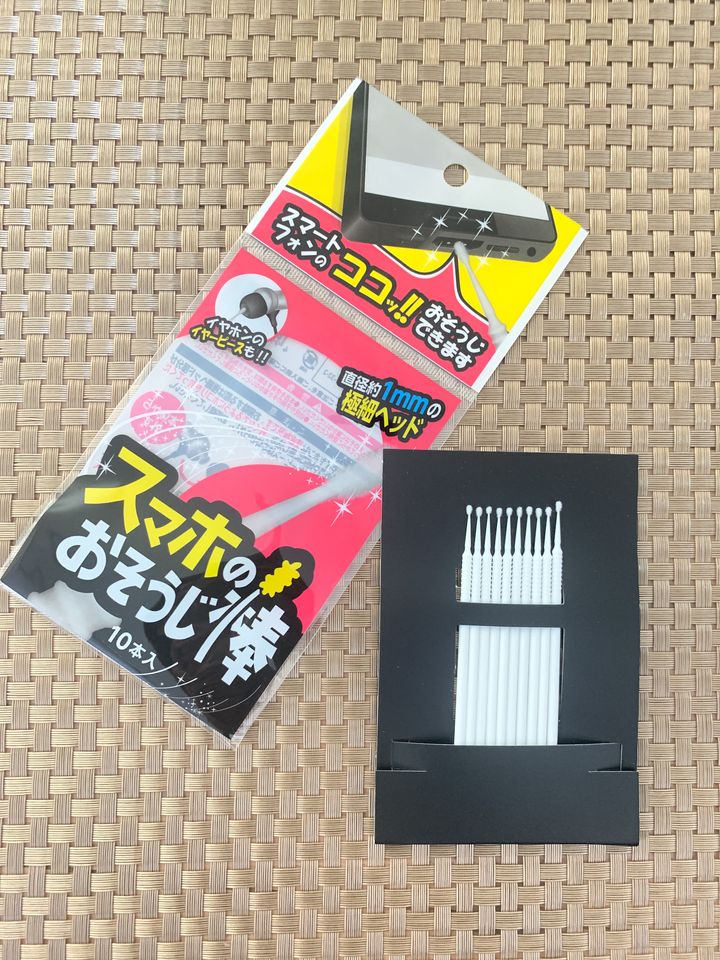 スマート
フォンの
ココッ!!
おそうじ
できます
イヤホンの
イヤーピースも!!
直径約1mmの
極細ヘッド
スマホの
おそうじ棒
10本入